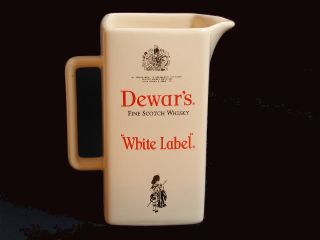 Dewar's.
FINE SCOTCH WHISKY
"White Label"